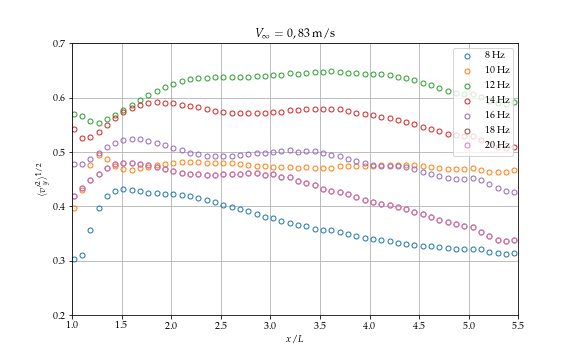 V∞ = 0,83 m/s
⟨v′²y⟩¹/²
0.7
0.6
0.5
0.4
0.3
0.2
8 Hz
10 Hz
12 Hz
14 Hz
16 Hz
18 Hz
20 Hz
1.0 1.5 2.0 2.5 3.0 3.5 4.0 4.5 5.0 5.5
x/L